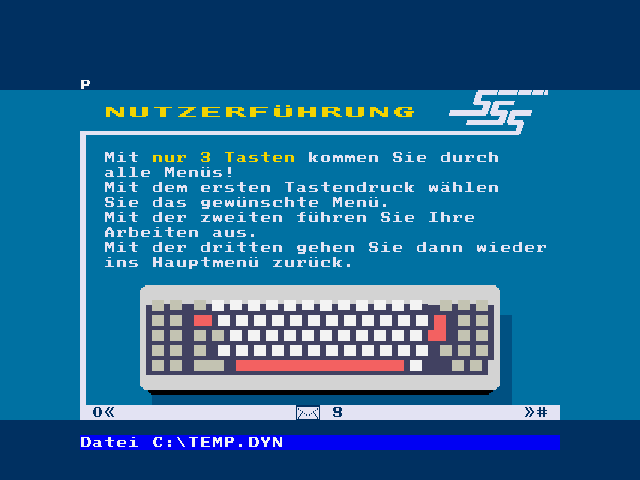 P
NUTZERFÜHRUNG
SSS
Mit nur 3 Tasten kommen Sie durch
alle Menüs!
Mit dem ersten Tastendruck wählen
Sie das gewünschte Menü.
Mit der zweiten führen Sie Ihre
Arbeiten aus.
Mit der dritten gehen Sie dann wieder
ins Hauptmenü zurück.
0« 9 »#
Datei C:\TEMP.DYN